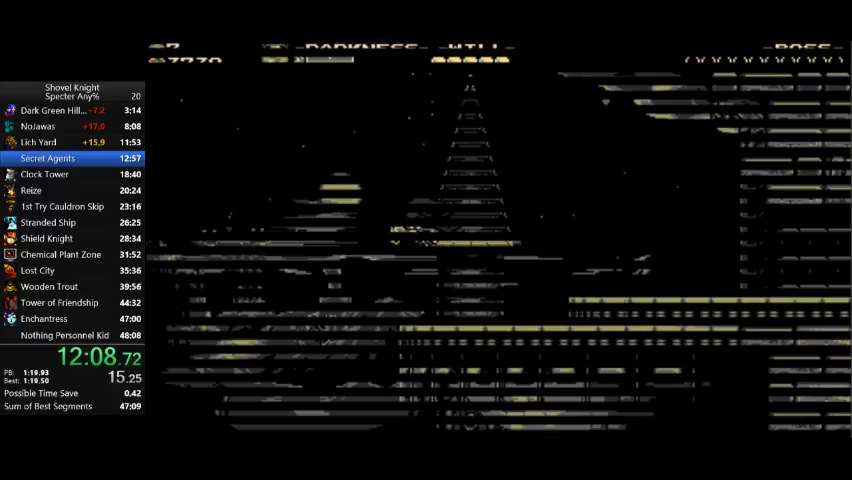 DARKNESS WILL BOSS
Shovel Knight
Specter Any% 20
Dark Green Hill... +7.2 3:14
NoJawas +17.0 8:08
Lich Yard +15.9 11:53
Secret Agents 12:57
Clock Tower 18:40
Reize 20:24
1st Try Cauldron Skip 23:16
Stranded Ship 26:25
Shield Knight 28:34
Chemical Plant Zone 31:52
Lost City 35:36
Wooden Trout 39:56
Tower of Friendship 44:32
Enchantress 47:00
Nothing Personnel Kid 48:08
12:08.72
PB: 1:19.93 15.25
Best: 1:19.50
Possible Time Save 0.42
Sum of Best Segments 47:09